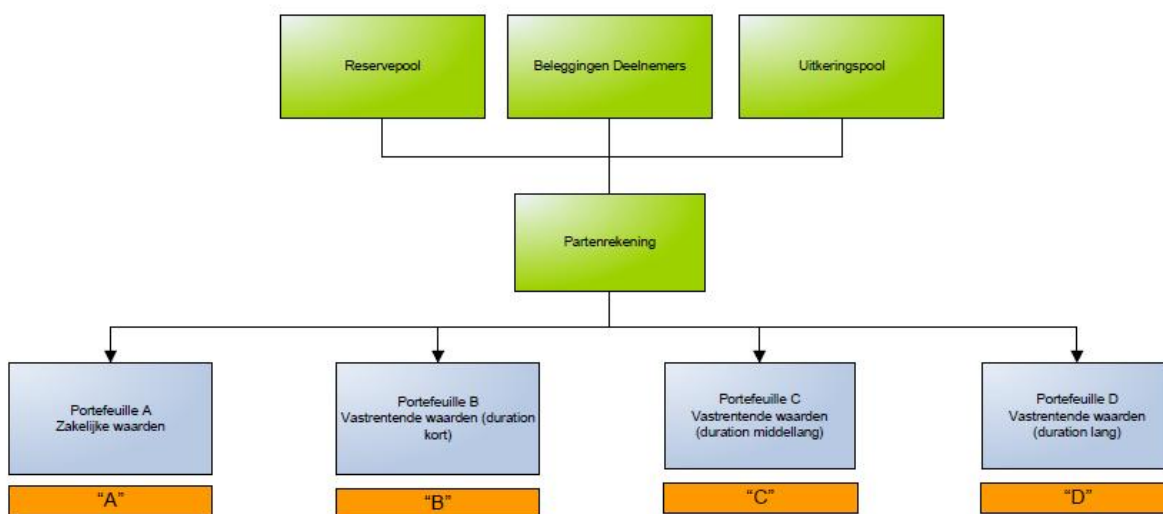 Reservepool
Beleggingen Deelnemers
Uitkeringspool
Partenrekening
Portefeuille A
Zakelijke waarden
Portefeuille B
Vastrentende waarden (duration
kort)
Portefeuille C
Vastrentende waarden
(duration middellang)
Portefeuille D
Vastrentende waarden
(duration lang)
“A”
“B”
“C”
“D”